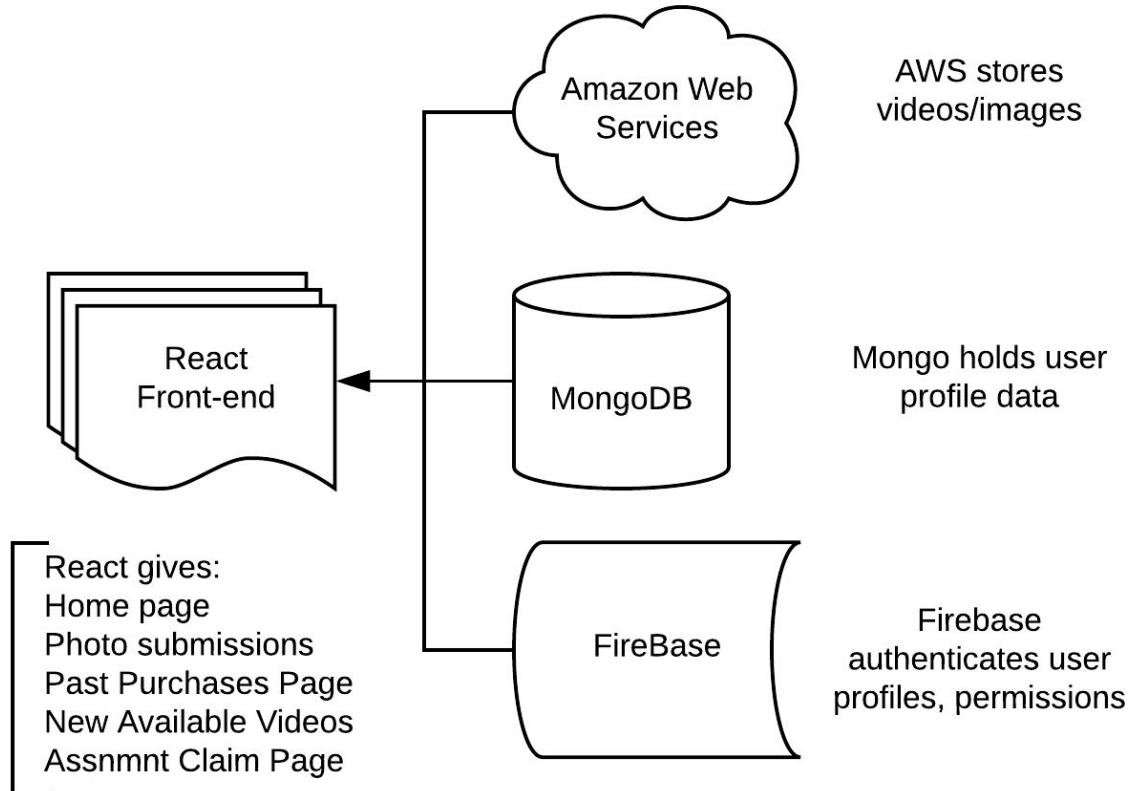 Amazon Web
Services
AWS stores
videos/images
React
Front-end
MongoDB
Mongo holds user
profile data
React gives:
Home page
Photo submissions
Past Purchases Page
New Available Videos
Assnmnt Claim Page
FireBase
Firebase
authenticates user
profiles, permissions